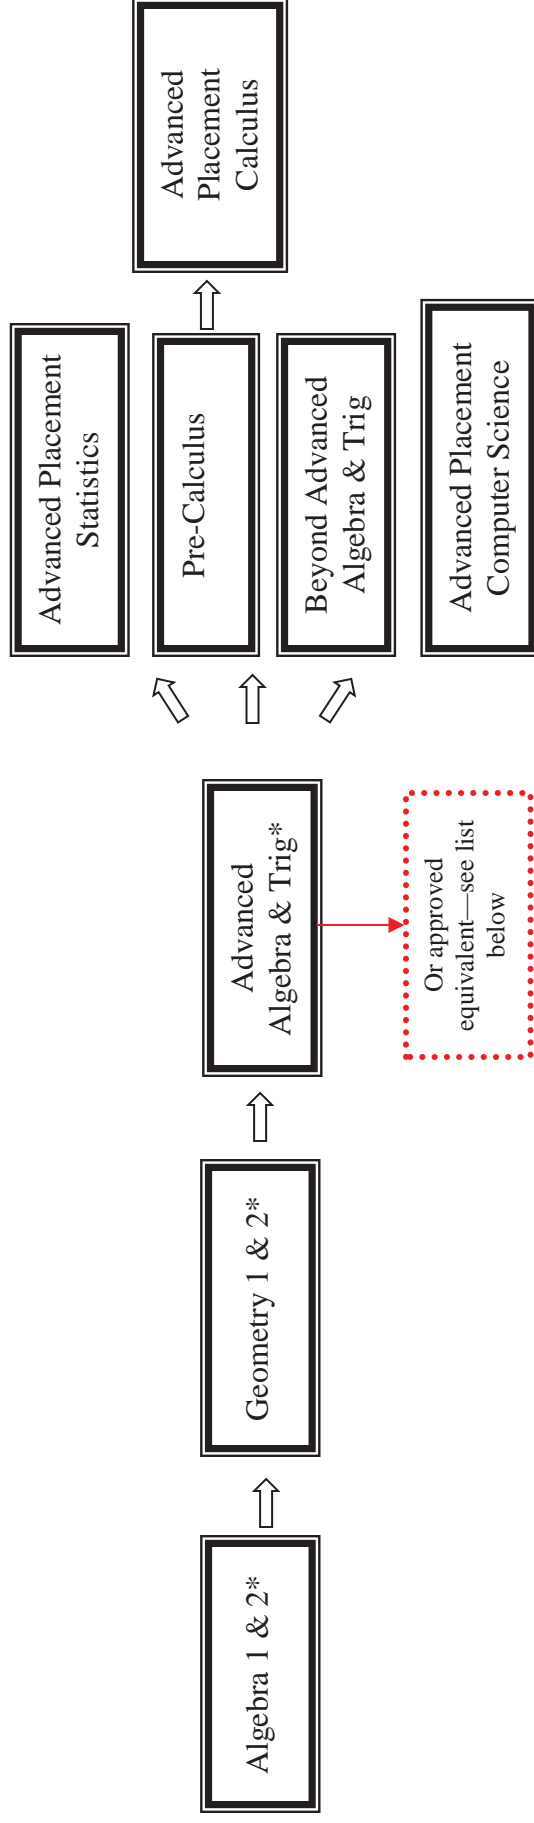 Algebra 1 & 2*
Geometry 1 & 2*
Advanced
Algebra & Trig*
Or approved
equivalent—see list
below
Advanced Placement
Statistics
Pre-Calculus
Beyond Advanced
Algebra & Trig
Advanced Placement
Computer Science
Advanced
Placement
Calculus